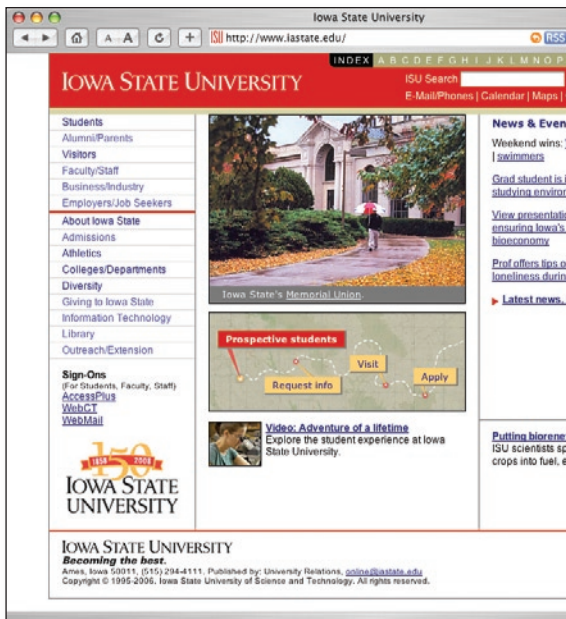 Iowa State University
A A
+
ISU http://www.iastate.edu/
RSS
INDEX A B C D E F G H I J K L M N O P
IOWA STATE UNIVERSITY
ISU Search
E-Mail/Phones | Calendar | Maps |
Students
Alumni/Parents
Visitors
Faculty/Staff
Business/Industry
Employers/Job Seekers
About Iowa State
Admissions
Athletics
Colleges/Departments
Diversity
Giving to Iowa State
Information Technology
Library
Outreach/Extension
Sign-Ons
(For Students, Faculty, Staff)
AccessPlus
WebCT
WebMail
1858 150 2008
IOWA STATE
UNIVERSITY
Iowa State's Memorial Union.
Prospective students
Request info
Visit
Apply
Video: Adventure of a lifetime
Explore the student experience at Iowa
State University.
News & Even
Weekend wins:
| swimmers
Grad student is
studying enviro
View
ensuring Iowa's
bioeconomy
Prof offers tips
loneliness
Latest news.
Putting
ISU scientists
crops into fuel,
IOWA STATE UNIVERSITY
Becoming the best.
Ames, Iowa 50011, (515) 294-4111, Published by: University Relations, online@iastate.edu
Copyright © 1995-2006, Iowa State University of Science and Technology. All rights reserved.